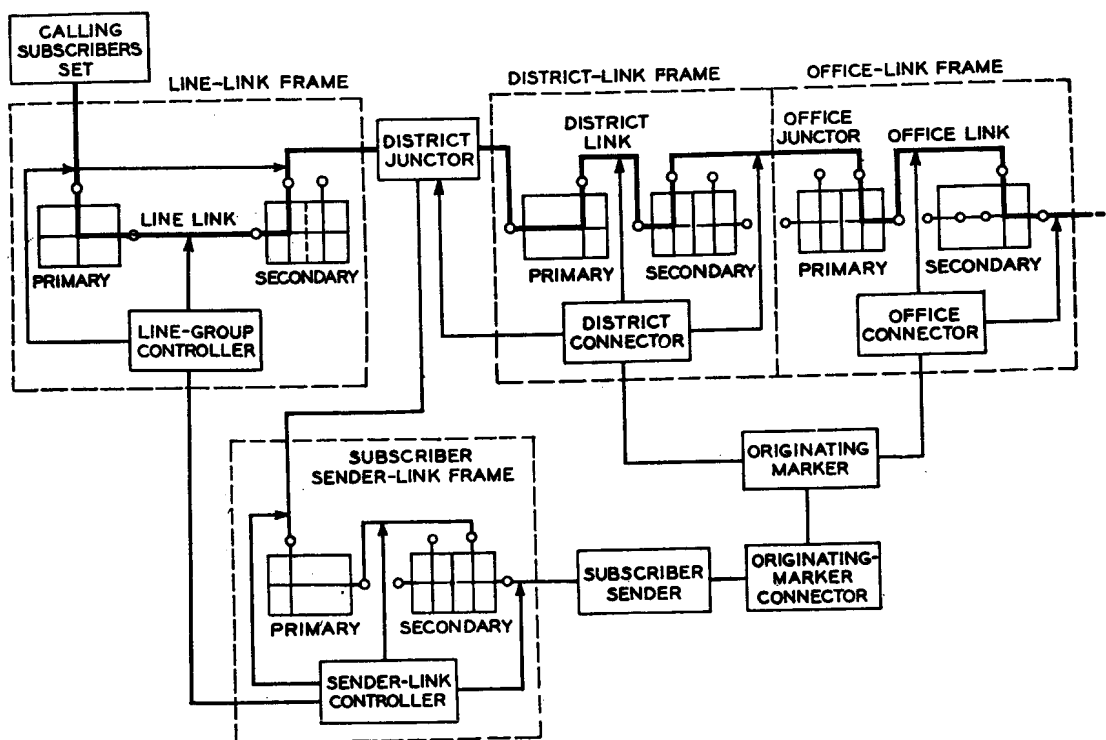 CALLING
SUBSCRIBERS
SET
LINE-LINK FRAME
DISTRICT-LINK FRAME
OFFICE-LINK FRAME
DISTRICT
JUNCTOR
DISTRICT
LINK
OFFICE
JUNCTOR
OFFICE LINK
LINE LINK
PRIMARY
SECONDARY
PRIMARY
SECONDARY
PRIMARY
SECONDARY
LINE-GROUP
CONTROLLER
DISTRICT
CONNECTOR
OFFICE
CONNECTOR
SUBSCRIBER
SENDER-LINK FRAME
ORIGINATING
MARKER
PRIMARY
SECONDARY
SUBSCRIBER
SENDER
ORIGINATING-
MARKER
CONNECTOR
SENDER-LINK
CONTROLLER